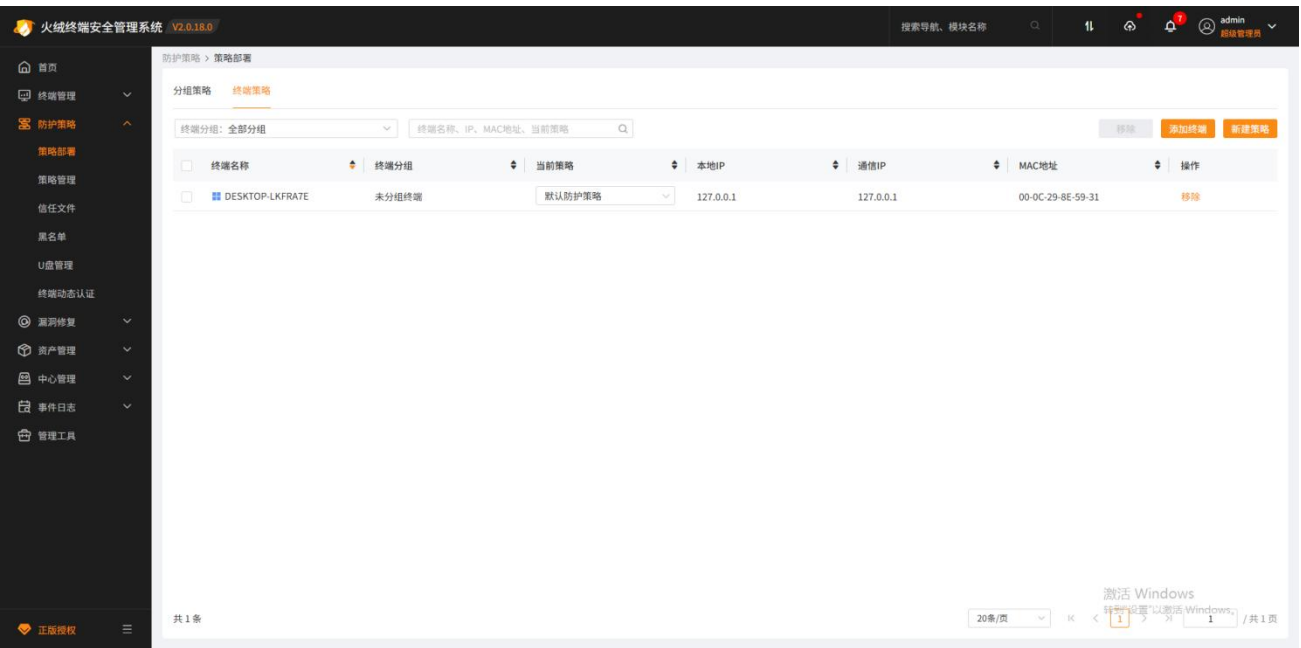 火绒终端安全管理系统 V2.0.18.0
搜索导航、模块名称
7
admin
超级管理员
首页
终端管理
防护策略
策略部署
策略管理
信任文件
黑名单
U盘管理
终端动态认证
漏洞修复
资产管理
中心管理
事件日志
管理工具
正版授权
防护策略 > 策略部署
分组策略 终端策略
终端分组: 全部分组 终端名称、IP、MAC地址、当前策略 移除 添加终端 新建策略
终端名称 终端分组 当前策略 本地IP 通信IP MAC地址 操作
DESKTOP-LKFRA7E 未分组终端 默认防护策略 127.0.0.1 127.0.0.1 00-0C-29-8E-59-31 移除
激活 Windows
转到"设置"以激活 Windows。
共 1 条 20条/页 1 1 / 共 1 页